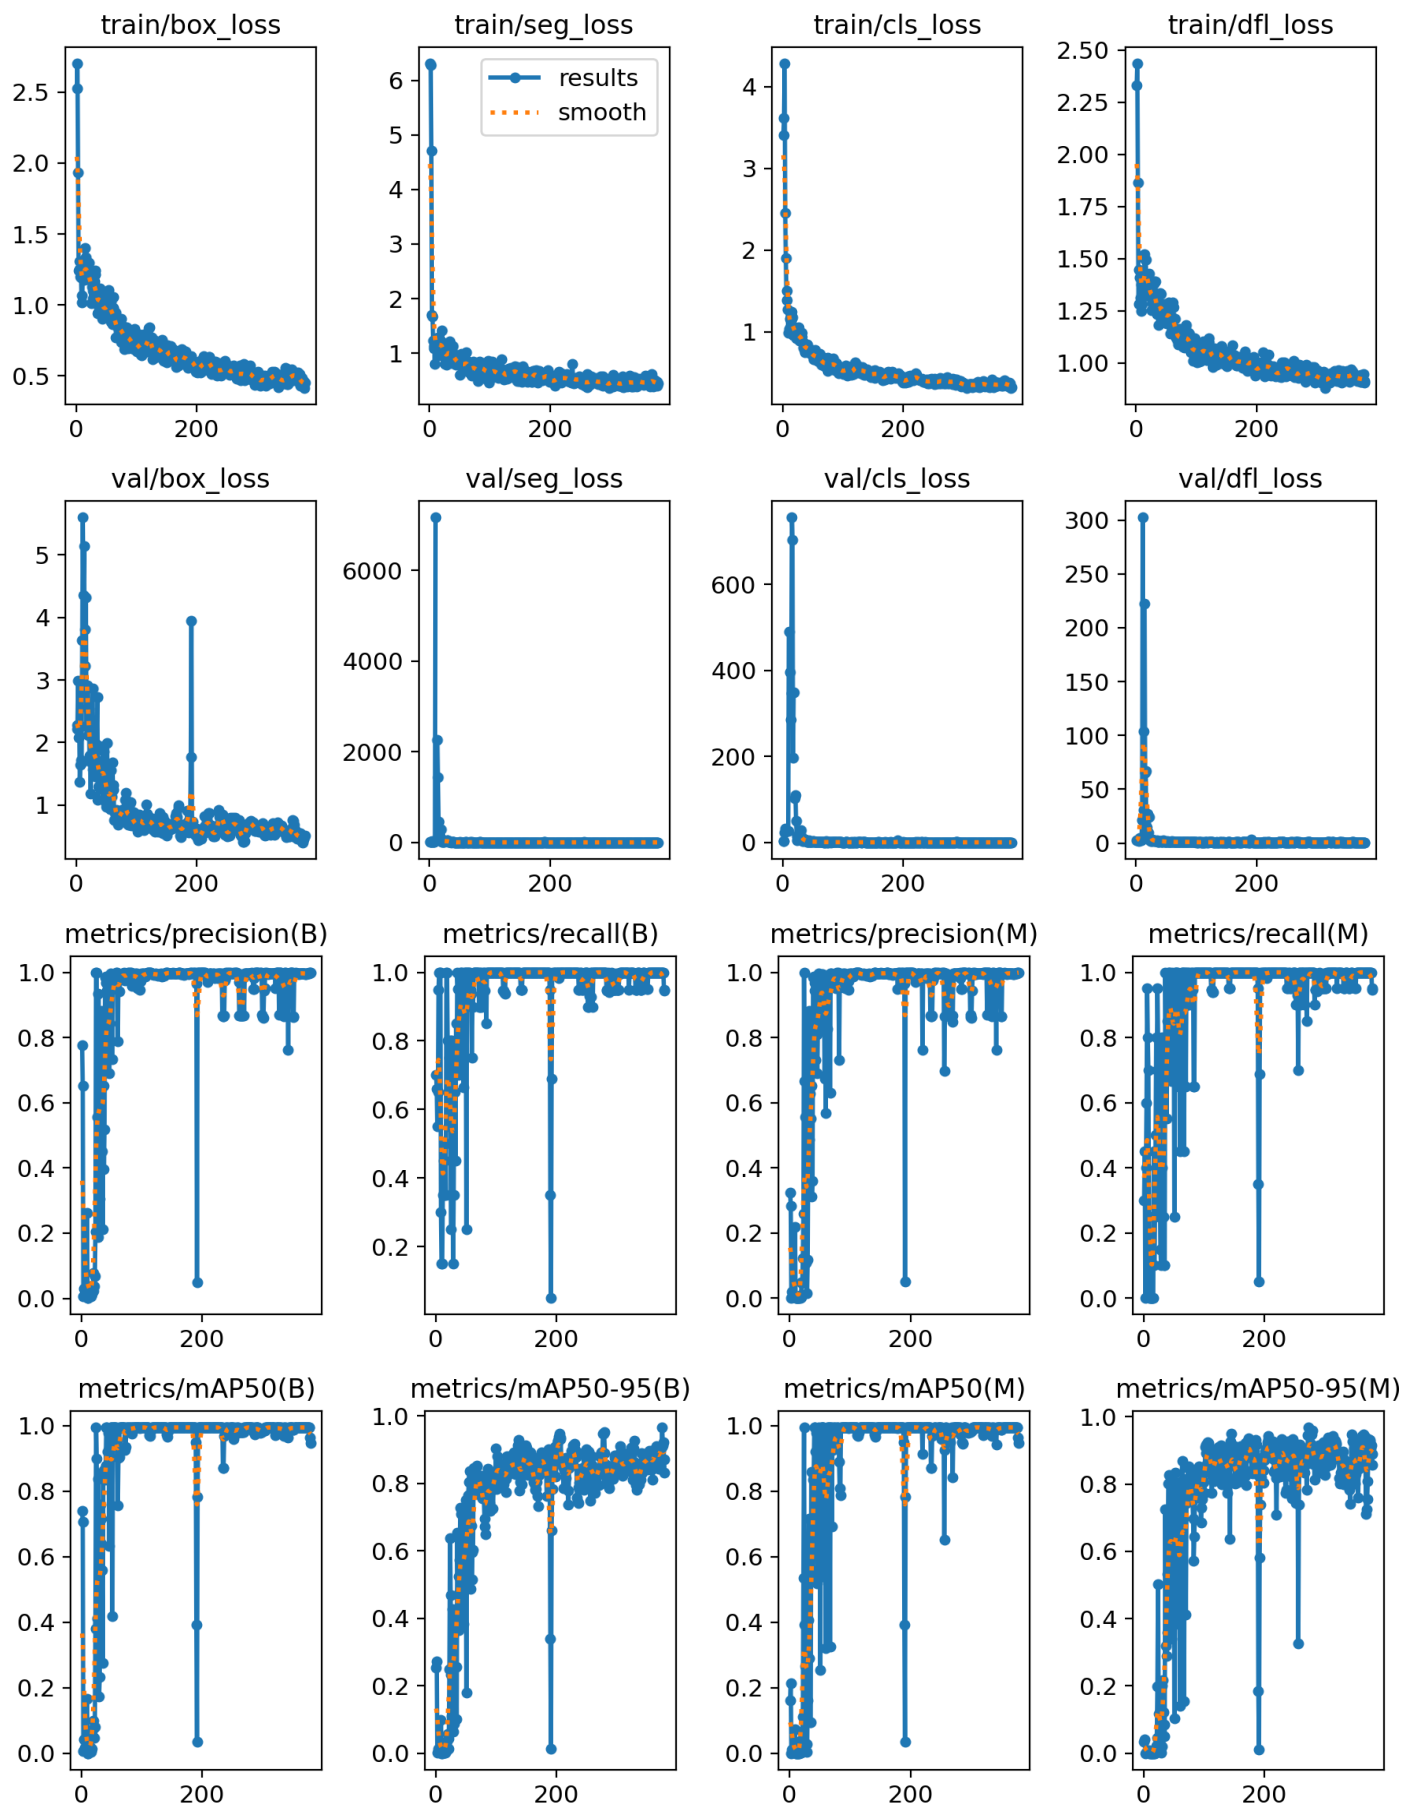 train/box_loss train/seg_loss train/cls_loss train/dfl_loss
2.5 2.0 1.5 1.0 0.5
0 200
6 5 4 3 2 1
results
smooth
0 200
4 3 2 1
0 200
2.50 2.25 2.00 1.75 1.50 1.25 1.00
0 200
val/box_loss val/seg_loss val/cls_loss val/dfl_loss
5 4 3 2 1
0 200
6000 4000 2000 0
0 200
600 400 200 0
0 200
300 250 200 150 100 50 0
0 200
metrics/precision(B) metrics/recall(B) metrics/precision(M) metrics/recall(M)
1.0 0.8 0.6 0.4 0.2 0.0
0 200
1.0 0.8 0.6 0.4 0.2
0 200
1.0 0.8 0.6 0.4 0.2 0.0
0 200
1.0 0.8 0.6 0.4 0.2 0.0
0 200
metrics/mAP50(B) metrics/mAP50-95(B) metrics/mAP50(M) metrics/mAP50-95(M)
1.0 0.8 0.6 0.4 0.2 0.0
0 200
1.0 0.8 0.6 0.4 0.2 0.0
0 200
1.0 0.8 0.6 0.4 0.2 0.0
0 200
1.0 0.8 0.6 0.4 0.2 0.0
0 200